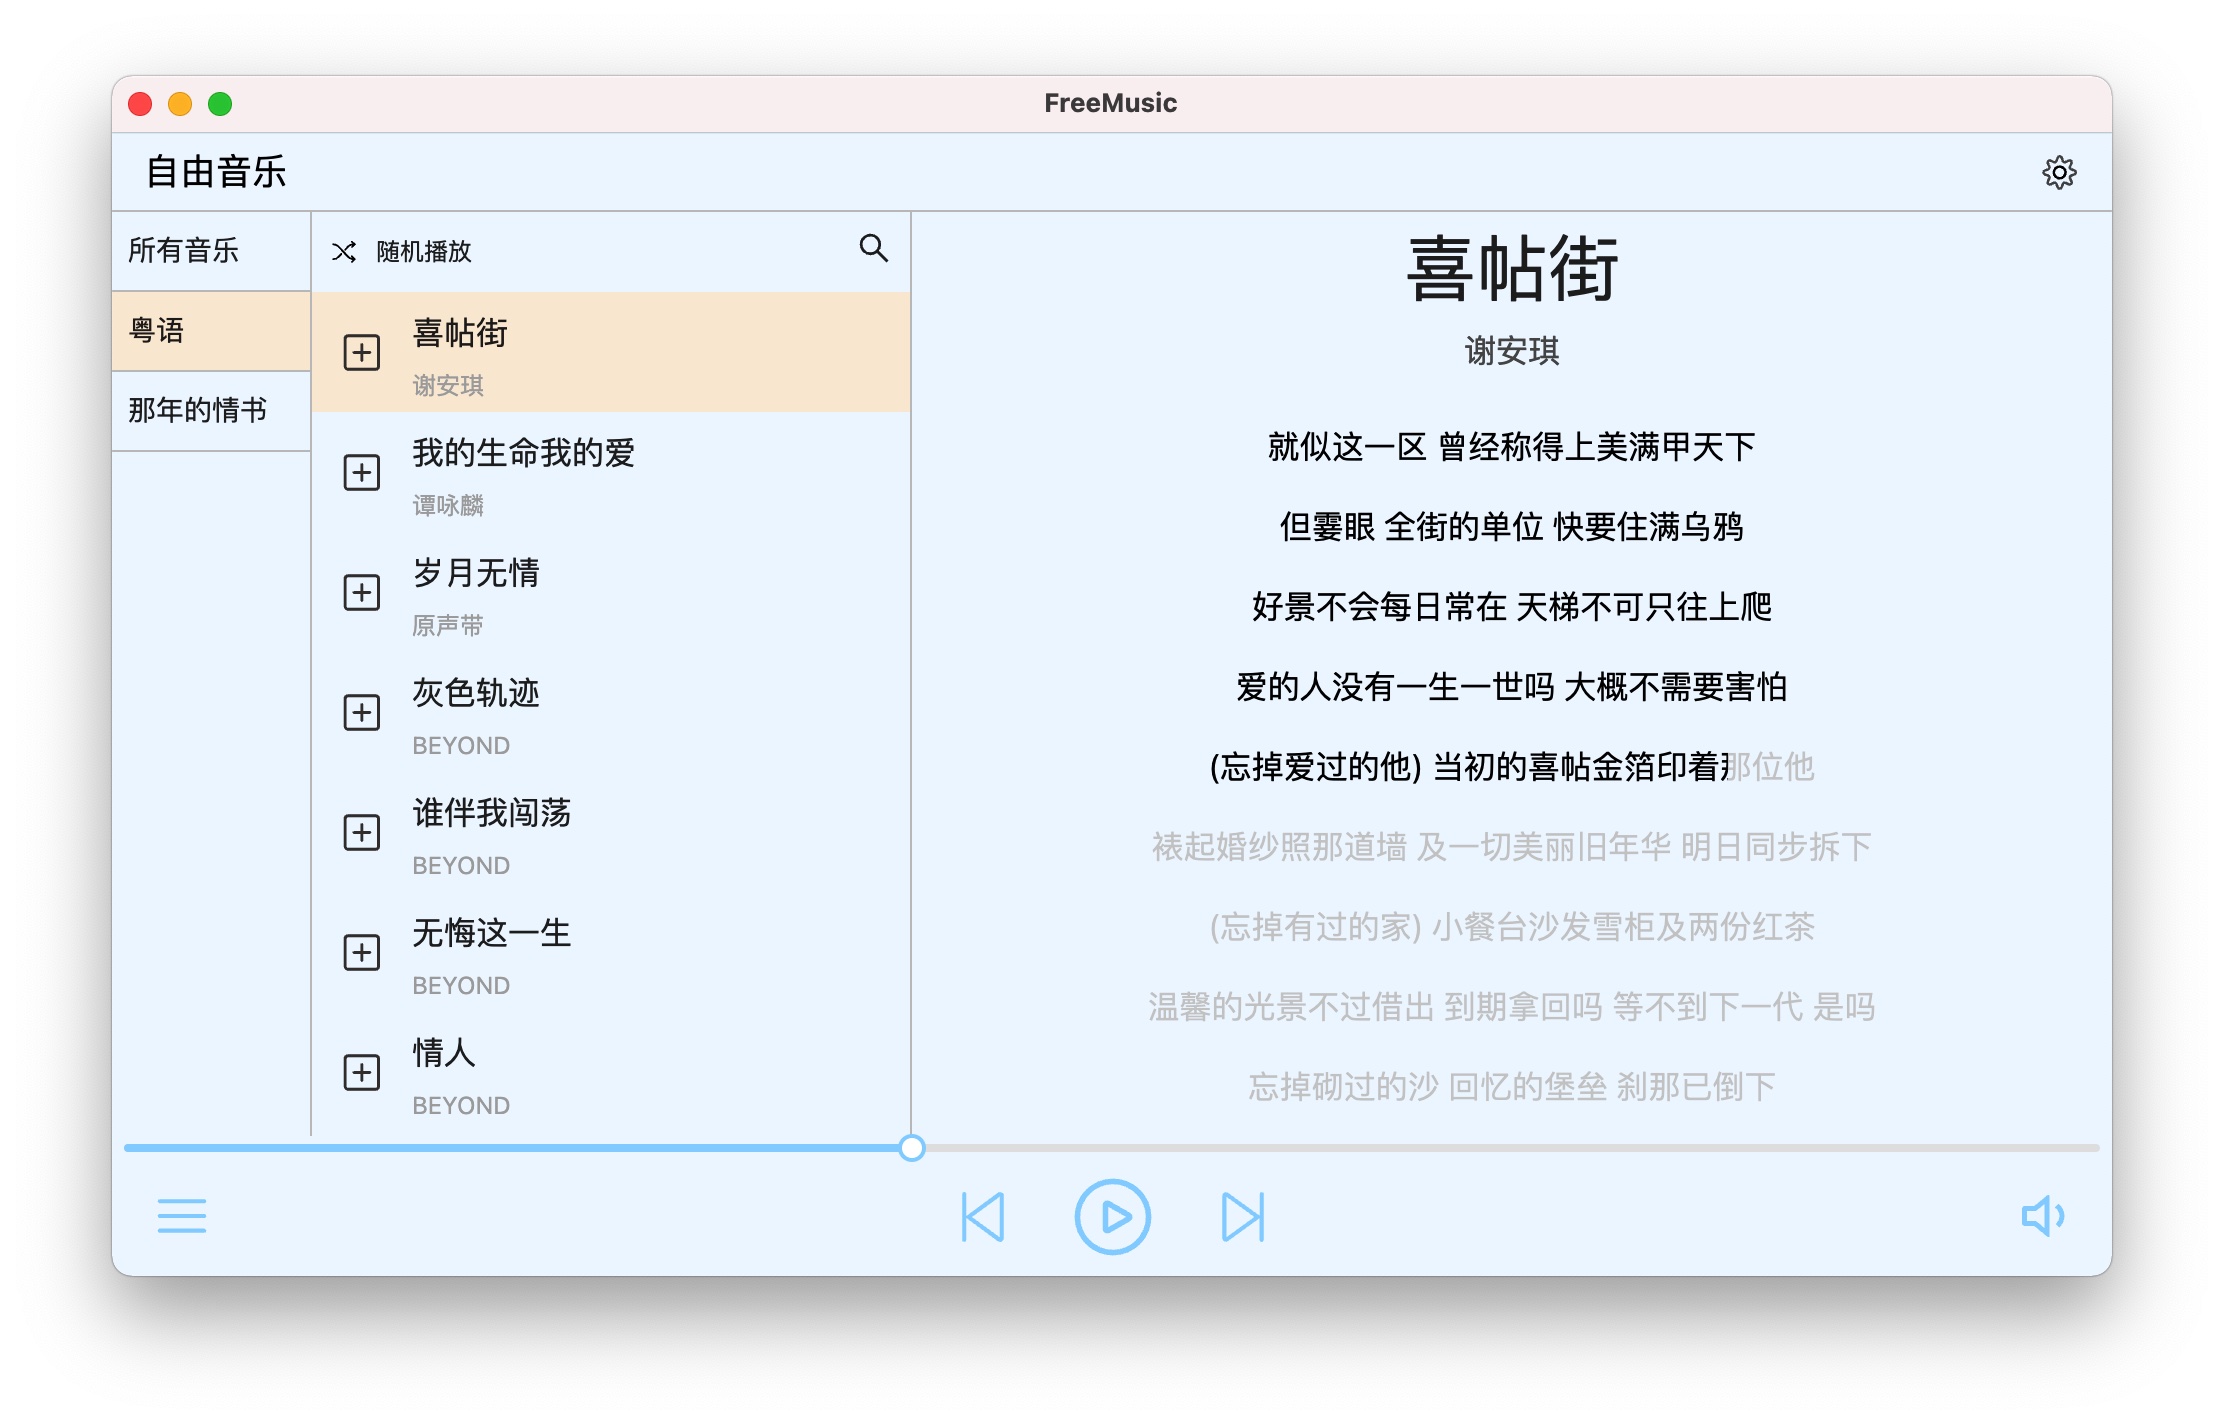 FreeMusic
自由音乐
所有音乐
粤语
那年的情书
随机播放
喜帖街
谢安琪
我的生命我的爱
谭咏麟
岁月无情
原声带
灰色轨迹
BEYOND
谁伴我闯荡
BEYOND
无悔这一生
BEYOND
情人
BEYOND
喜帖街
谢安琪
就似这一区 曾经称得上美满甲天下
但霎眼 全街的单位 快要住满乌鸦
好景不会每日常在 天梯不可只往上爬
爱的人没有一生一世吗 大概不需要害怕
(忘掉爱过的他) 当初的喜帖金箔印着那位他
裱起婚纱照那道墙 及一切美丽旧年华 明日同步拆下
(忘掉有过的家) 小餐台沙发雪柜及两份红茶
温馨的光景不过借出 到期拿回吗 等不到下一代 是吗
忘掉砌过的沙 回忆的堡垒 刹那已倒下